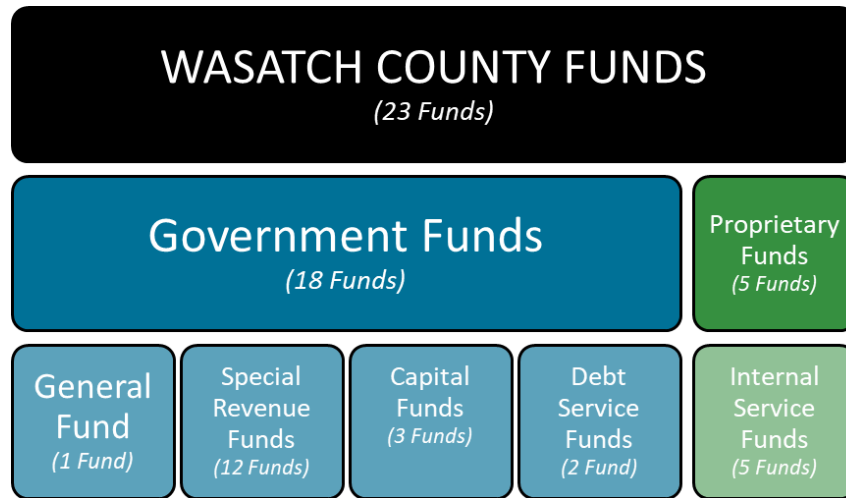 WASATCH COUNTY FUNDS
(23 Funds)
Government Funds
(18 Funds)
Proprietary
Funds
(5 Funds)
General
Fund
(1 Fund)
Special
Revenue
Funds
(12 Funds)
Capital
Funds
(3 Funds)
Debt
Service
Funds
(2 Fund)
Internal
Service
Funds
(5 Funds)